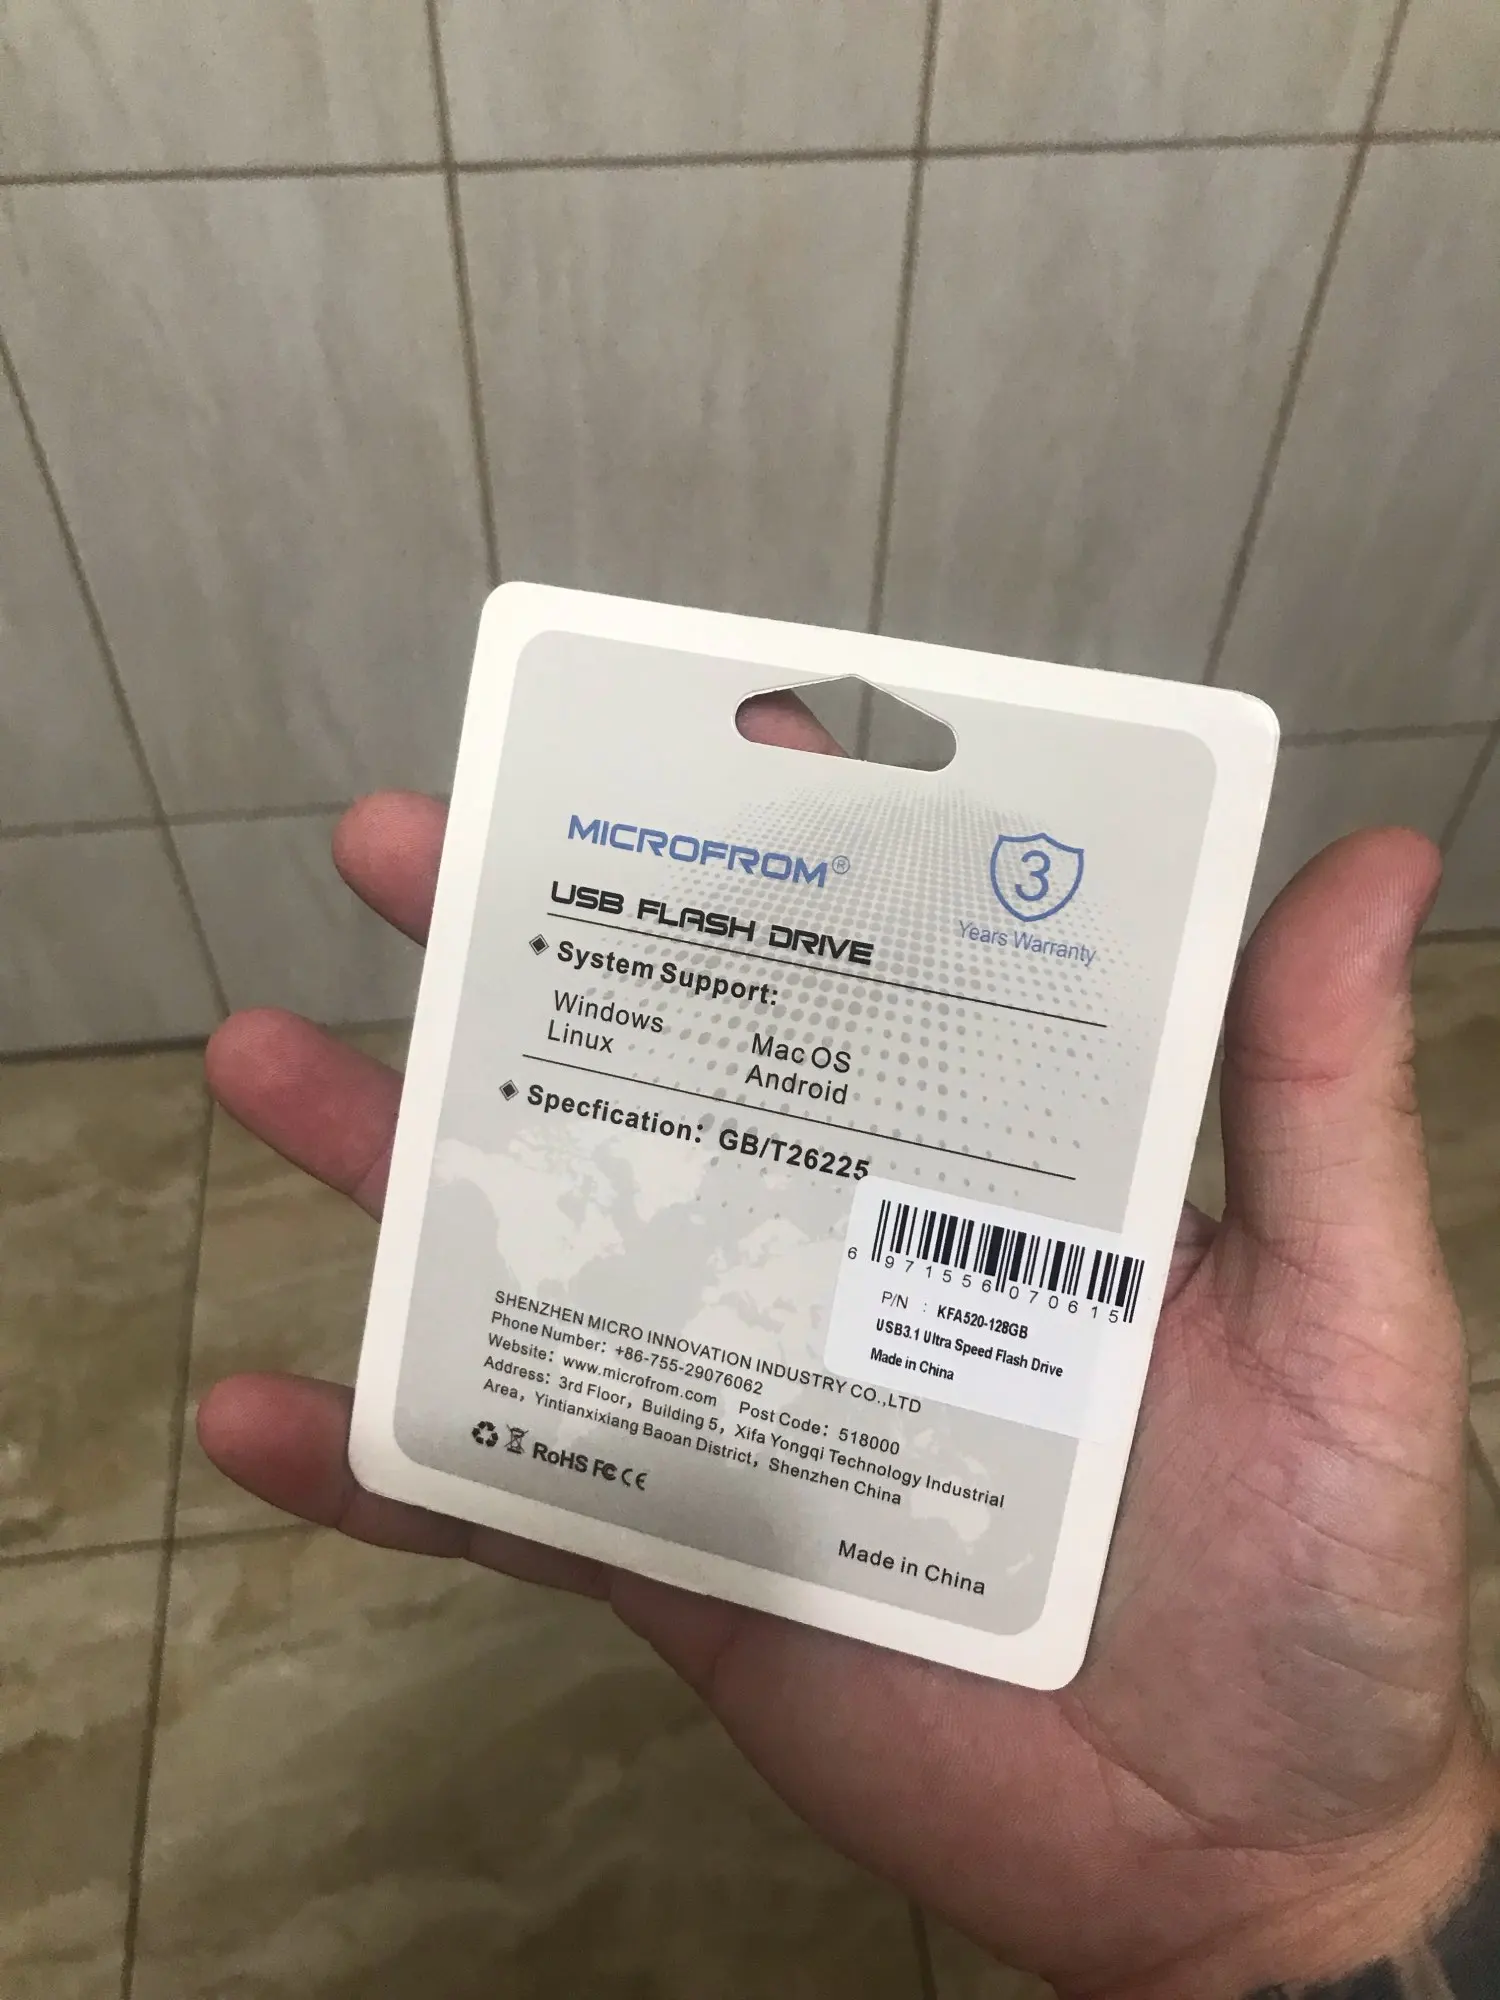 MICROFROM®
USB FLASH DRIVE
3
Years Warranty
System Support:
Windows Mac OS
Linux Android
Specfication: GB/T26225
6 971556 070615
P/N : KFA520-128GB
USB3.1 Ultra Speed Flash Drive
Made in China
SHENZHEN MICRO INNOVATION INDUSTRY CO.,LTD
Phone Number: +86-755-29076062
Website: www.microfrom.com Post Code: 518000
Address: 3rd Floor, Building 5, Xifa Yongqi Technology Industrial
Area, Yintianxixiang Baoan District, Shenzhen China
RoHS FC CE
Made in China